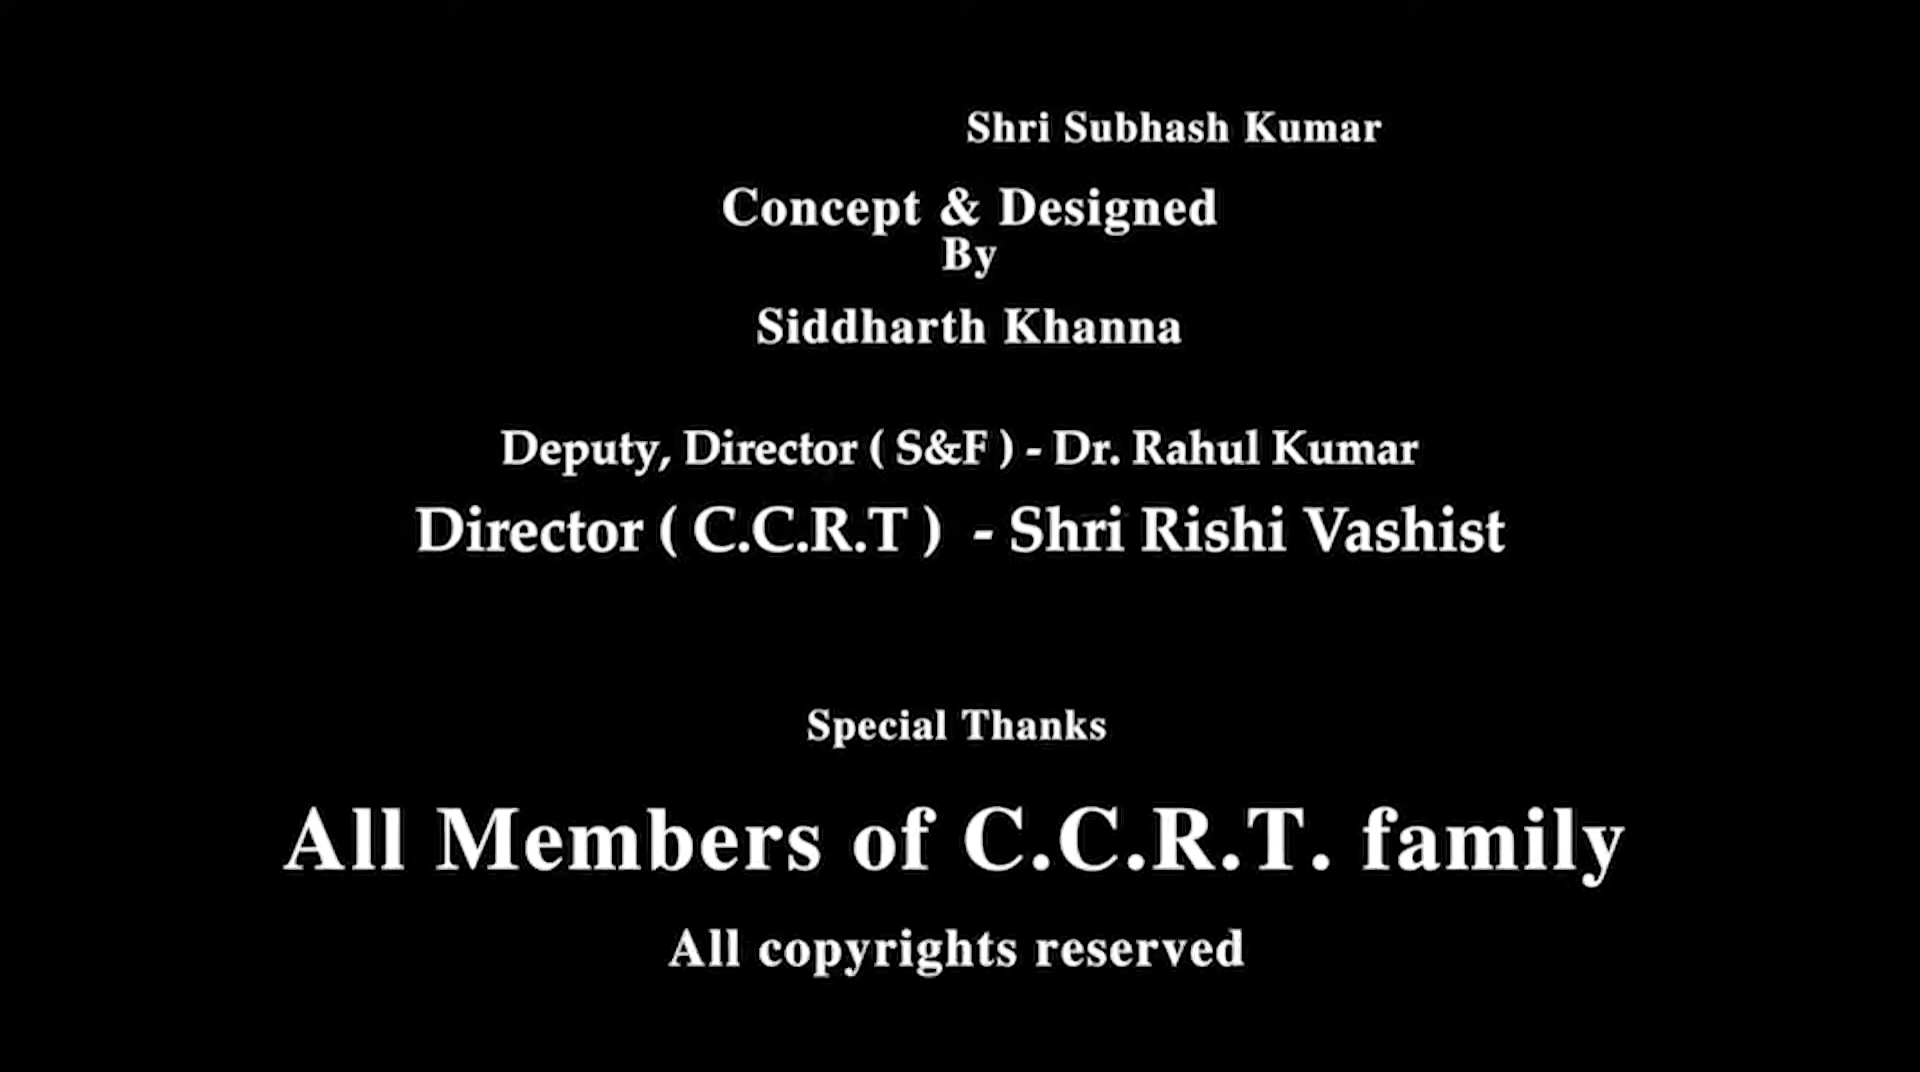 Shri Subhash Kumar
Concept & Designed
By
Siddharth Khanna
Deputy, Director ( S&F ) - Dr. Rahul Kumar
Director ( C.C.R.T ) - Shri Rishi Vashist
Special Thanks
All Members of C.C.R.T. family
All copyrights reserved